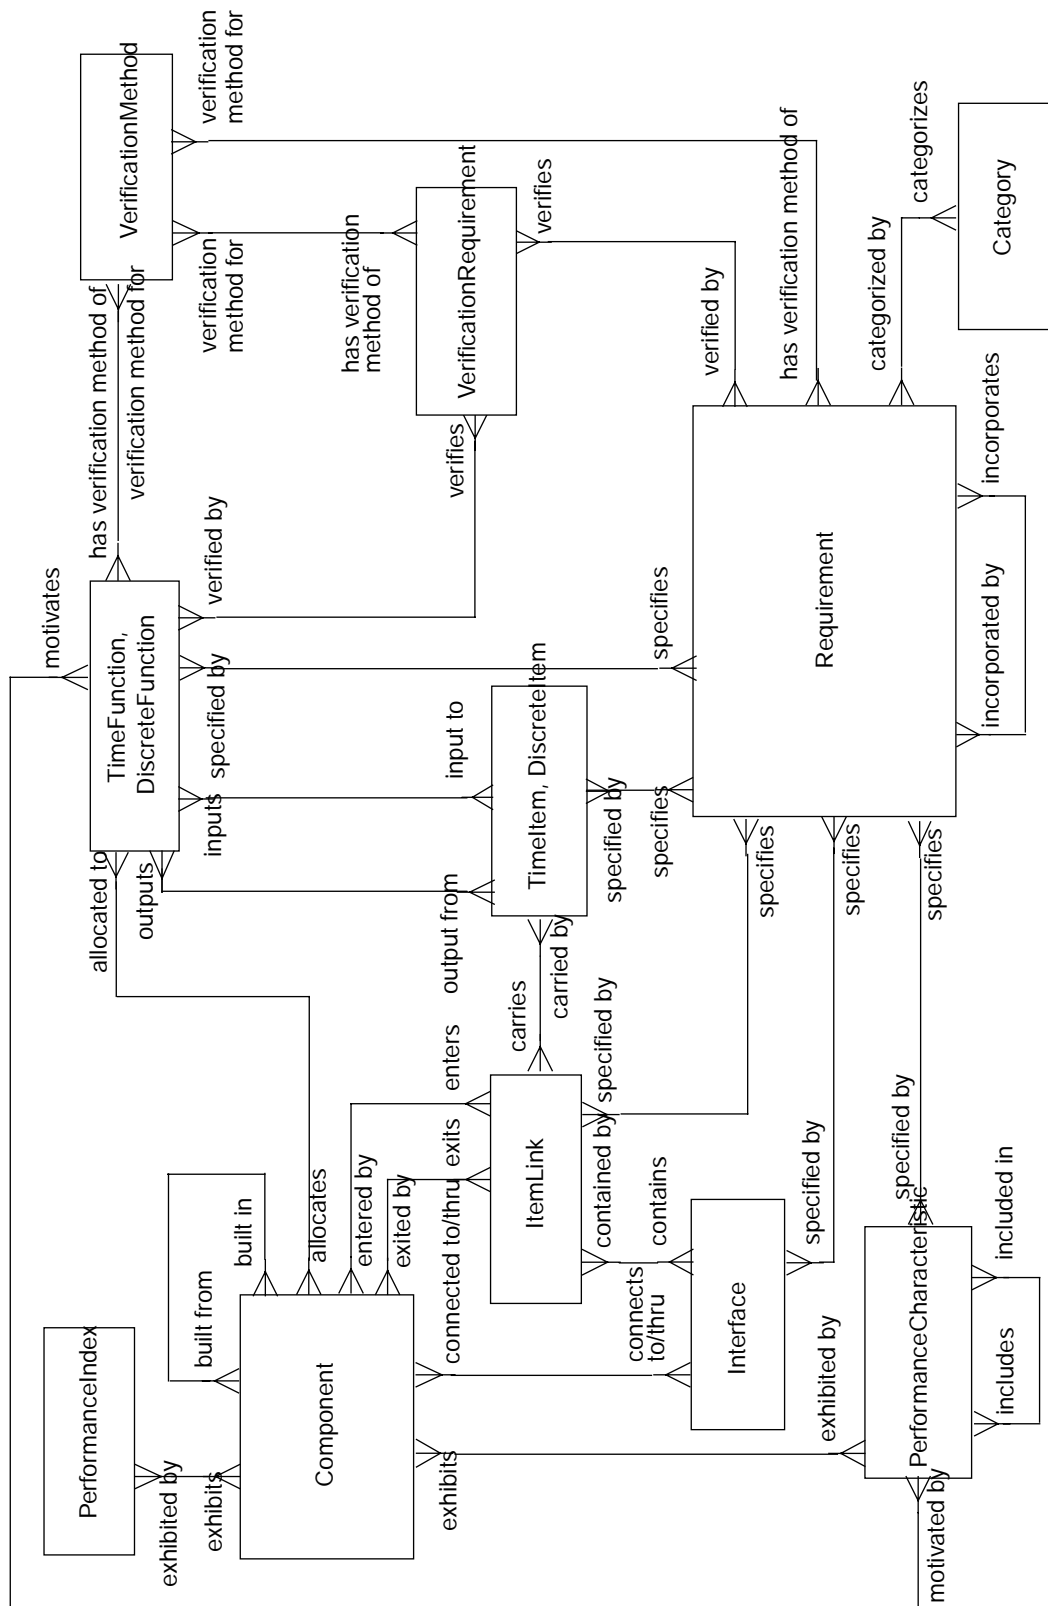 PerformanceIndex
exhibited by
exhibits
built from
built in
Component
allocates
entered by
exited by
exhibits
connected to/thru
exits
enters
allocated to
outputs
inputs
specified by
verified by
motivates
TimeFunction,
DiscreteFunction
has verification method of
verification method for
VerificationMethod
verification
method for
verification
method for
has verification
method of
VerificationRequirement
verifies
verifies
output from
input to
TimeItem, DiscreteItem
specified by
specifies
specifies
carries
carried by
ItemLink
specified by
contained by
contains
connects
to/thru
Interface
specified by
exhibited by
PerformanceCharacteristic
specified by
motivated by
includes
included in
specifies
specifies
specifies
Requirement
verified by
has verification method of
categorized by
categorizes
Category
incorporated by
incorporates